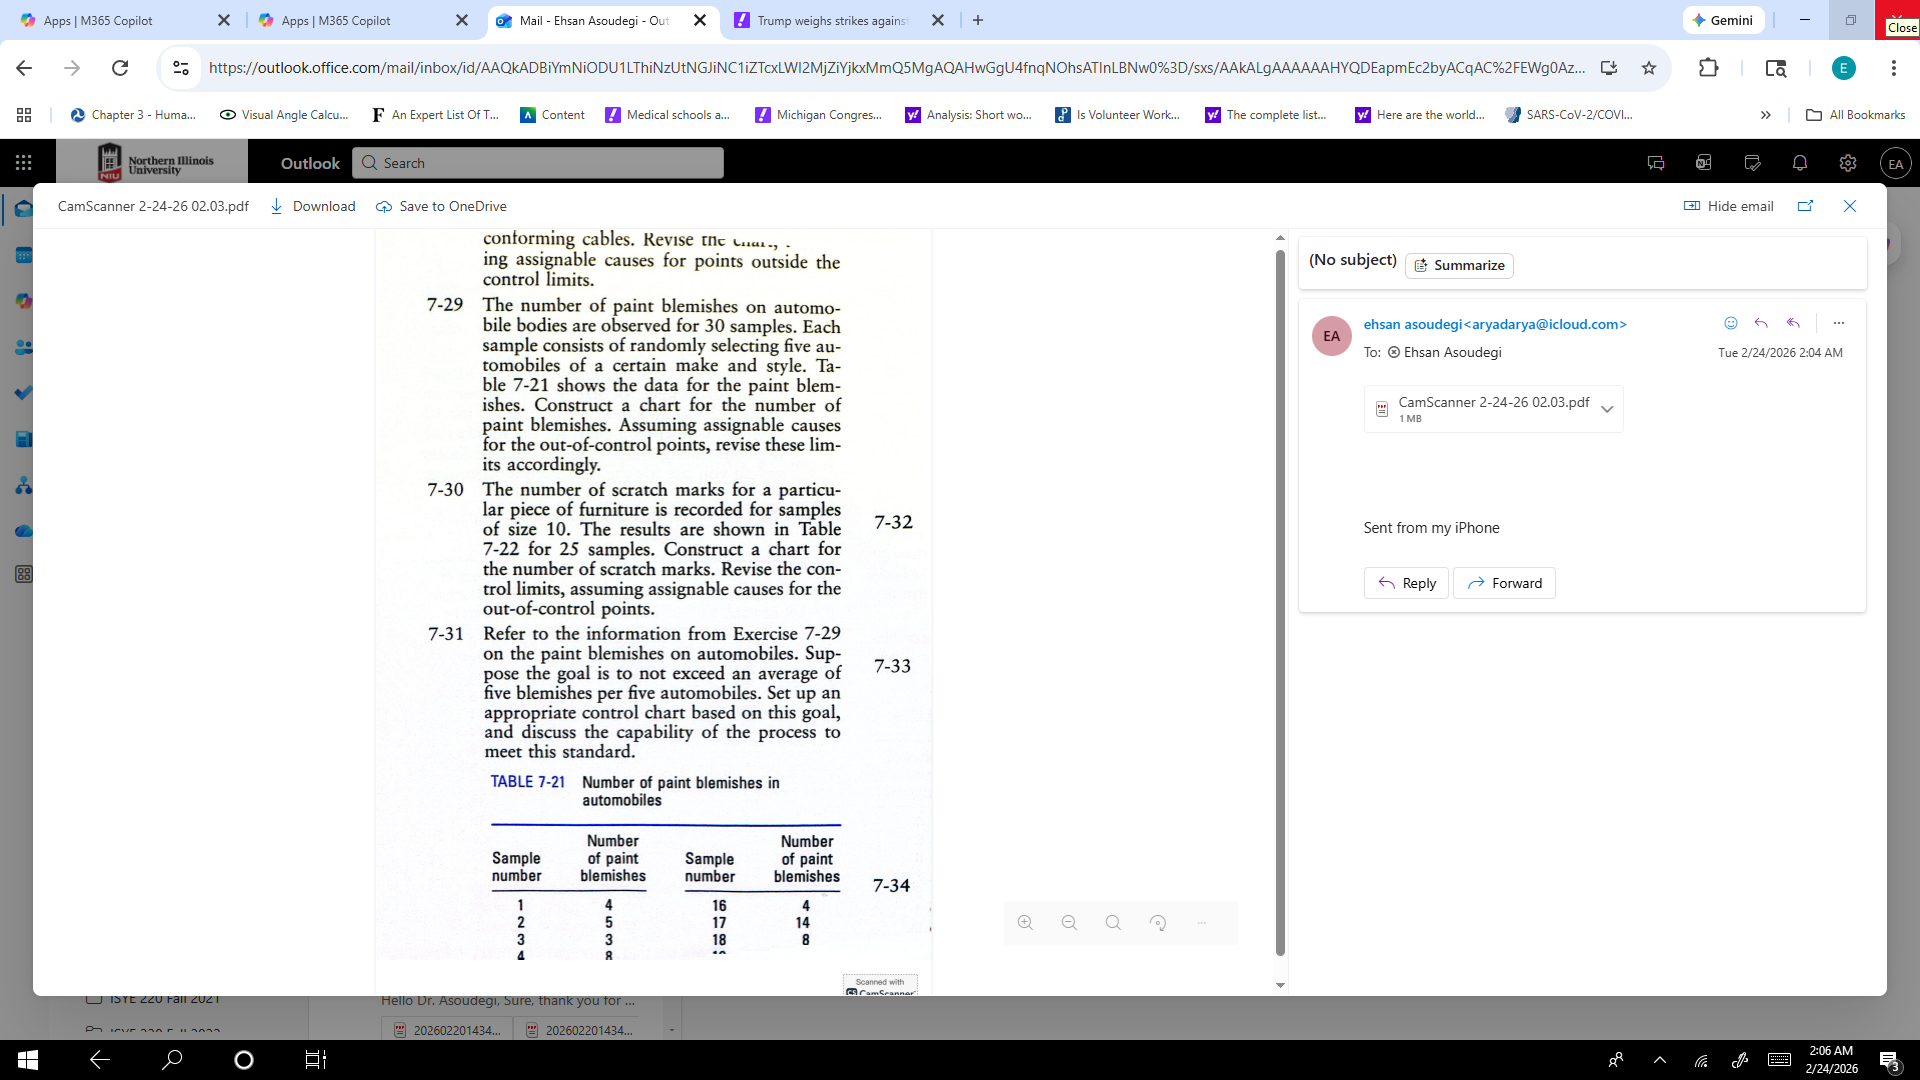 Apps | M365 Copilot
Apps | M365 Copilot
Mail - Ehsan Asoudegi - Out
Trump weighs strikes against
Gemini
Close
https://outlook.office.com/mail/inbox/id/
E
Chapter 3 - Huma...
Visual Angle Calcu...
An Expert List Of T...
Content
Medical schools a...
Michigan Congres...
Analysis: Short wo...
Is Volunteer Work...
The complete list...
Here are the world...
SARS-CoV-2/COVI...
All Bookmarks
NIU
Northern Illinois
University
Outlook
Search
EA
CamScanner 2-24-26 02.03.pdf
Download
Save to OneDrive
Hide email
conforming cables. Revise the
ing assignable causes for points outside the
control limits.
7-29 The number of paint blemishes on automo-
bile bodies are observed for 30 samples. Each
sample consists of randomly selecting five au-
tomobiles of a certain make and style. Ta-
ble 7-21 shows the data for the paint blem-
ishes. Construct a chart for the number of
paint blemishes. Assuming assignable causes
for the out-of-control points, revise these lim-
its accordingly.
7-30 The number of scratch marks for a particu-
lar piece of furniture is recorded for samples
of size 10. The results are shown in Table
7-22 for 25 samples. Construct a chart for
the number of scratch marks. Revise the con-
trol limits, assuming assignable causes for the
out-of-control points.
7-31 Refer to the information from Exercise 7-29
on the paint blemishes on automobiles. Sup-
pose the goal is to not exceed an average of
five blemishes per five automobiles. Set up an
appropriate control chart based on this goal,
and discuss the capability of the process to
meet this standard.
7-32
7-33
7-34
TABLE 7-21 Number of paint blemishes in
automobiles
Sample number Number of paint blemishes Sample number Number of paint blemishes
1 4 16 4
2 5 17 14
3 3 18 8
4 8
Scanned with
CS CamScanner
(No subject)
Summarize
EA
ehsan asoudegi<aryadarya@icloud.com>
To: Ehsan Asoudegi
Tue 2/24/2026 2:04 AM
CamScanner 2-24-26 02.03.pdf
1 MB
Sent from my iPhone
Reply
Forward
ISYE 220 Fall 2021
Hello Dr. Asoudegi, Sure, thank you for ...
202602201434...
202602201434...
2:06 AM
2/24/2026
3